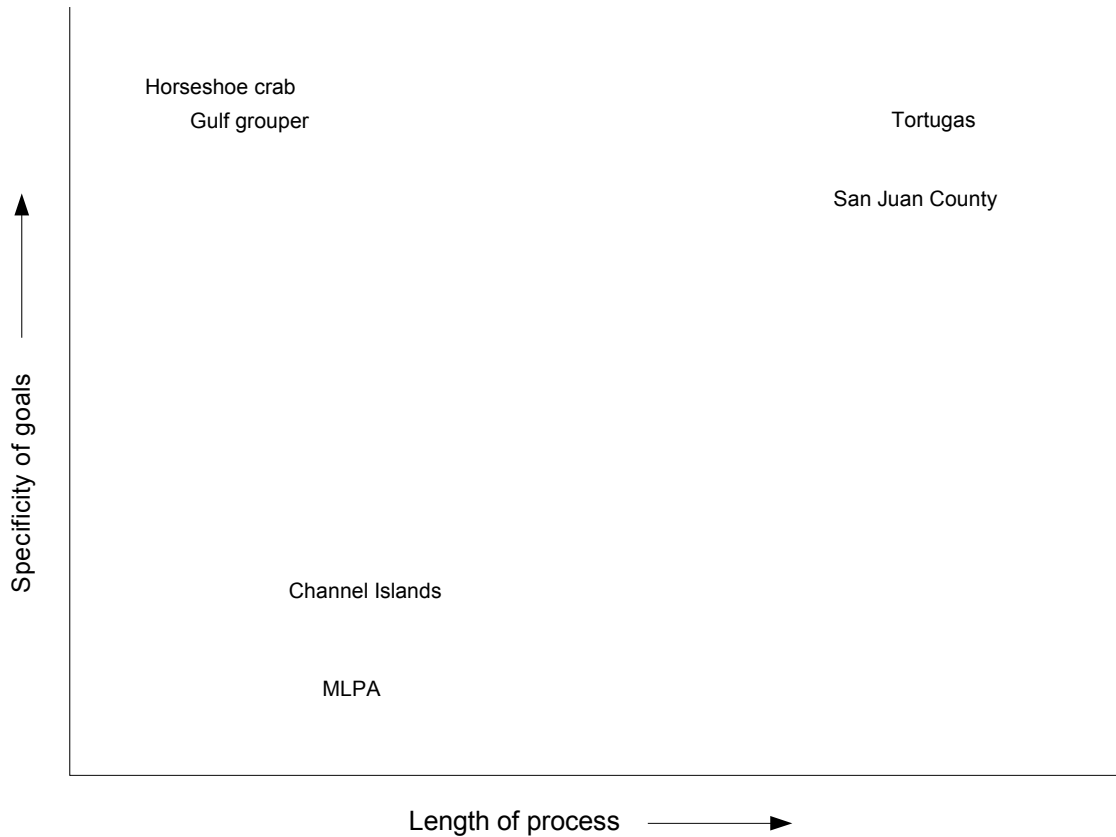 Horseshoe crab
Gulf grouper
Tortugas
San Juan County
Specificity of goals
Channel Islands
MLPA
Length of process